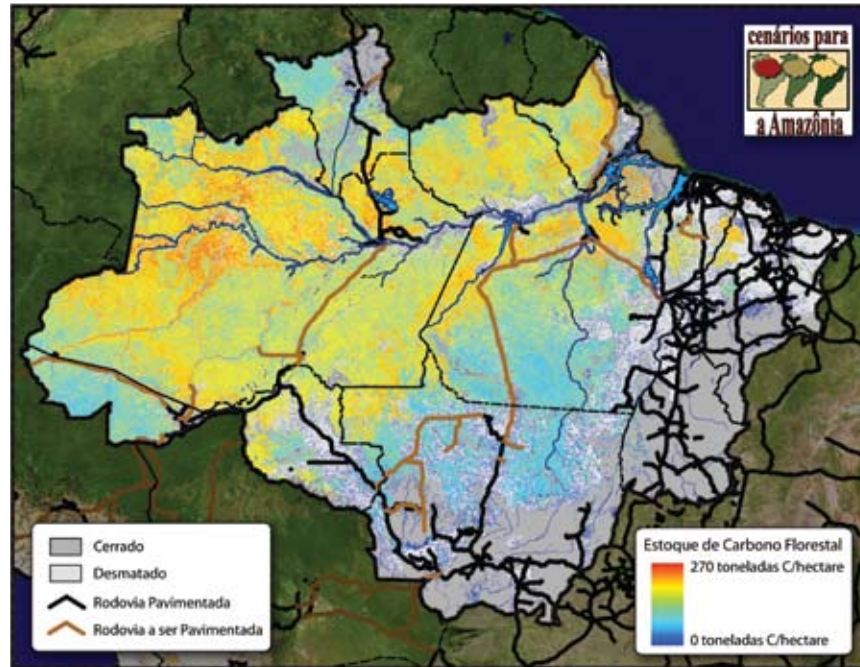 cenários para
a Amazônia
Cerrado
Desmatado
Rodovia Pavimentada
Rodovia a ser Pavimentada
Estoque de Carbono Florestal
270 toneladas C/hectare
0 toneladas C/hectare